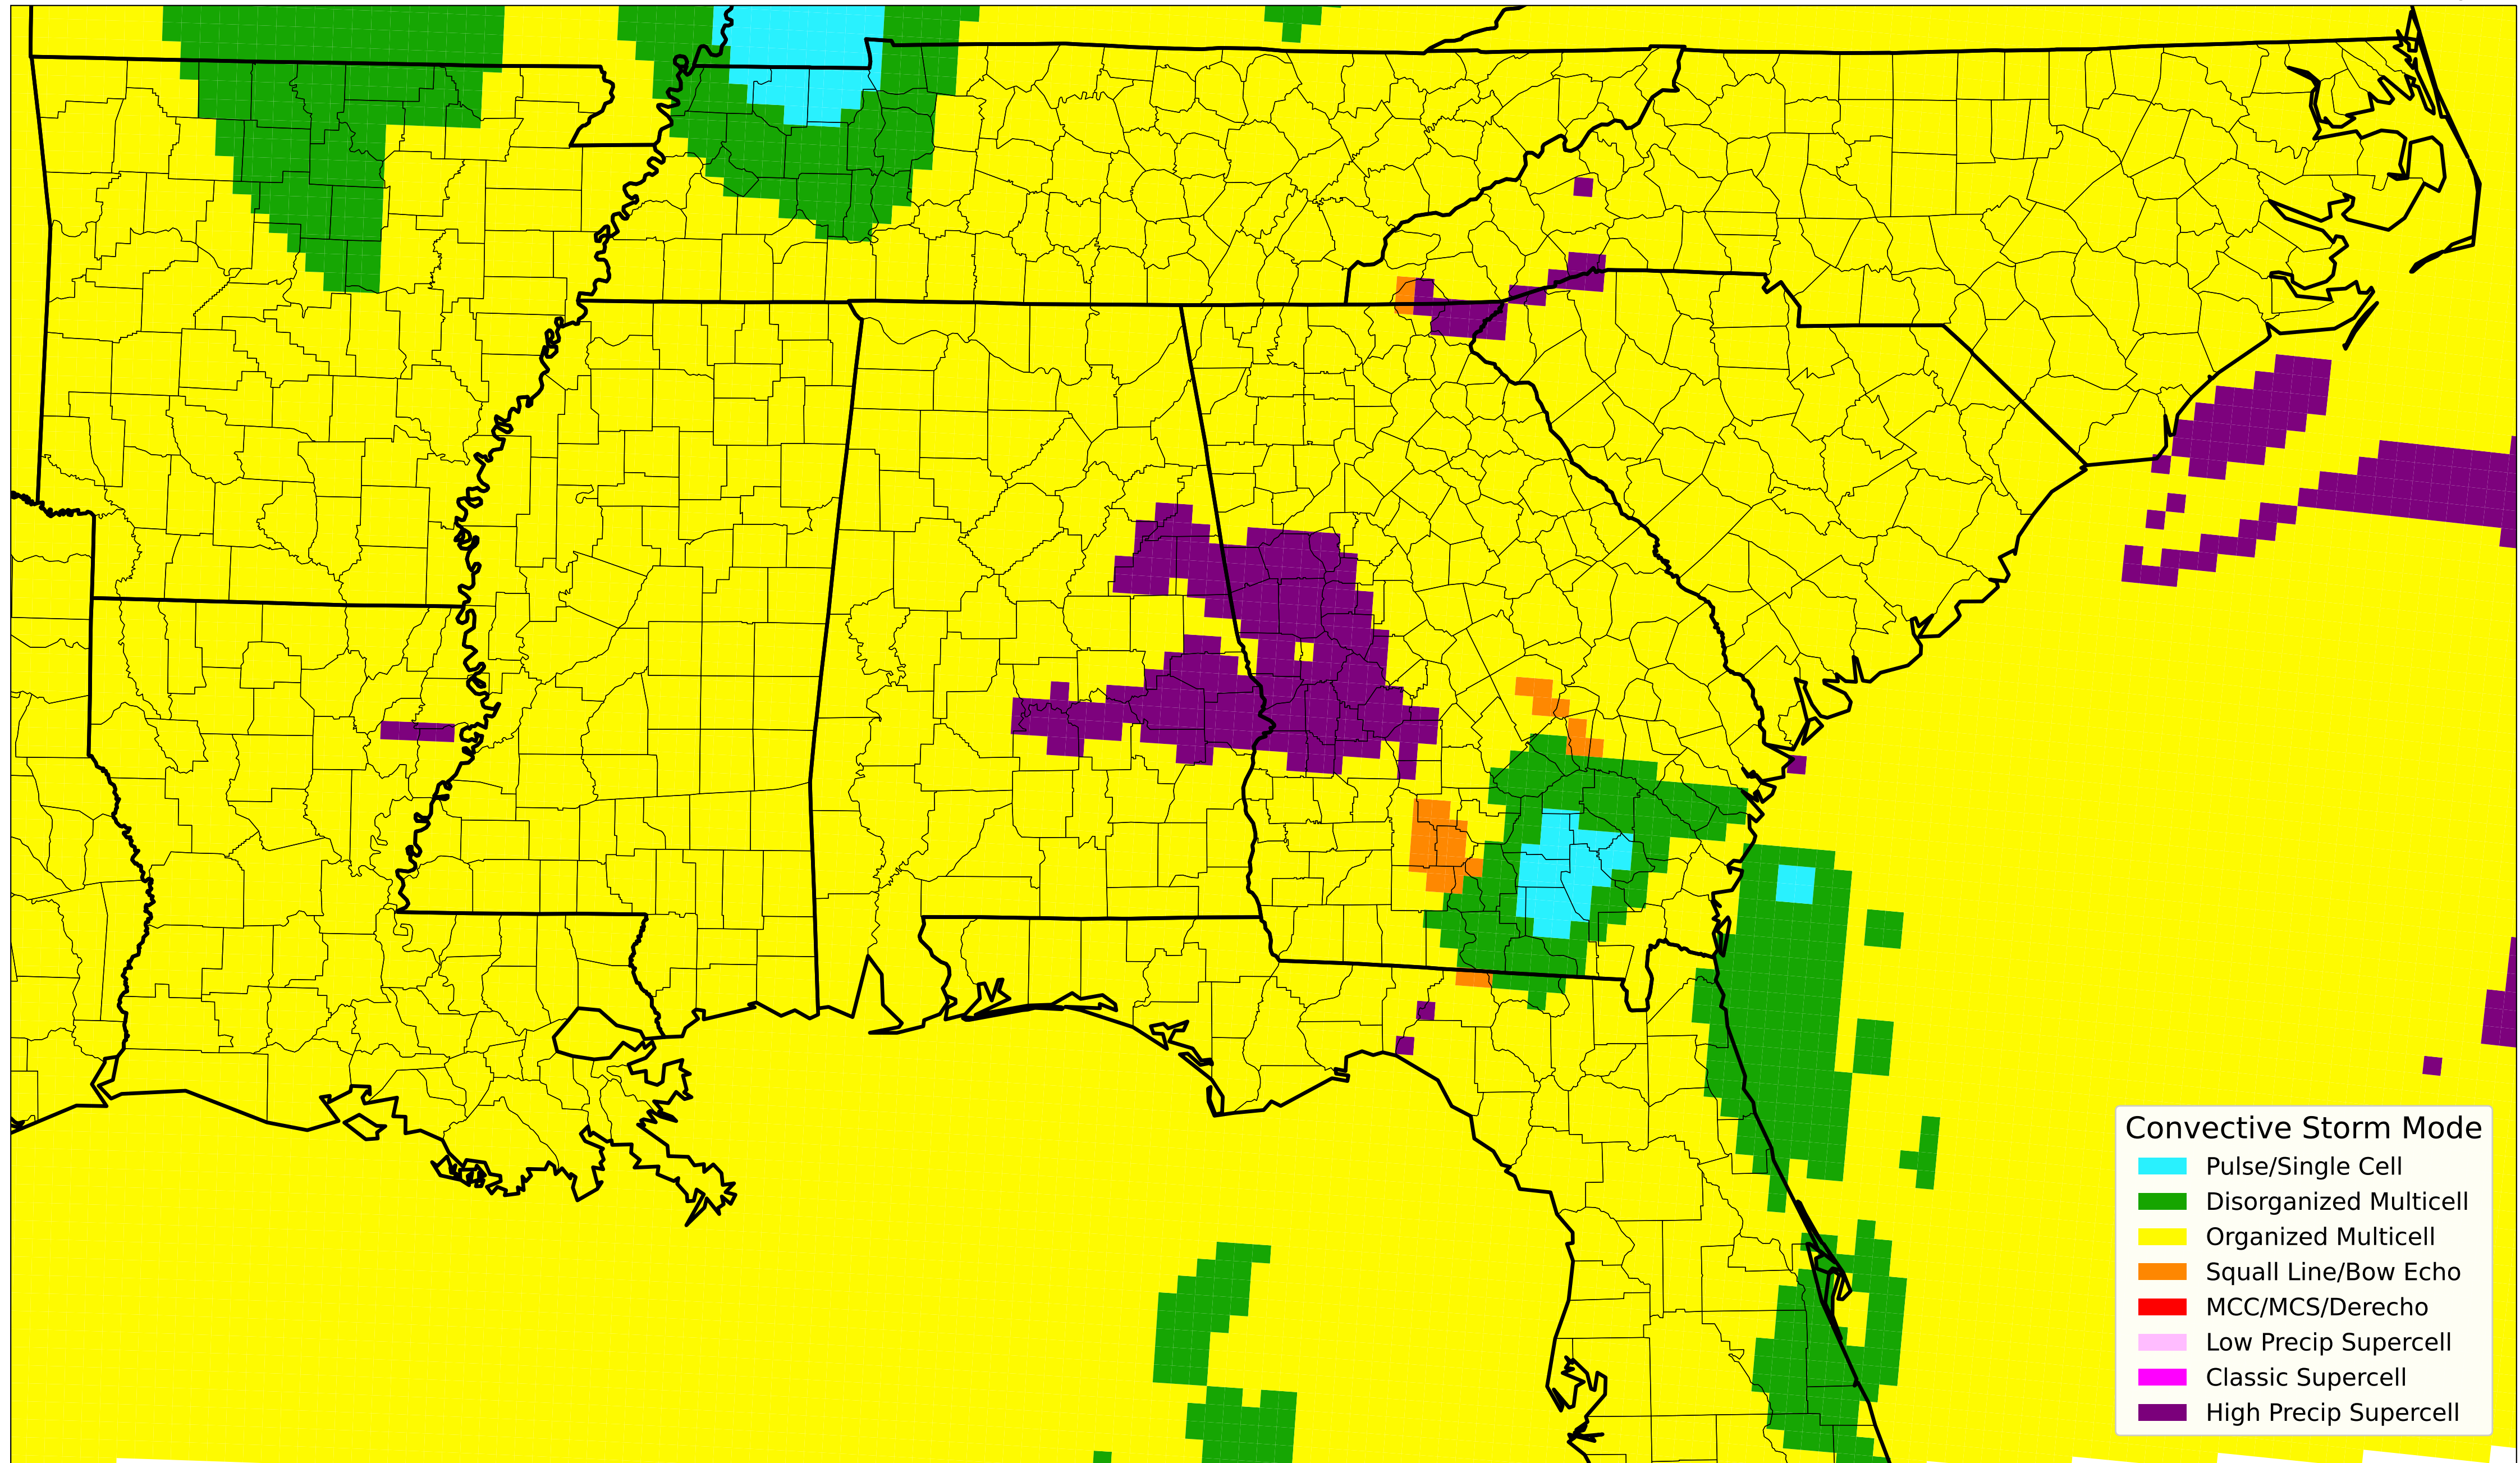 Convective Storm Mode
Pulse/Single Cell
Disorganized Multicell
Organized Multicell
Squall Line/Bow Echo
MCC/MCS/Derecho
Low Precip Supercell
Classic Supercell
High Precip Supercell